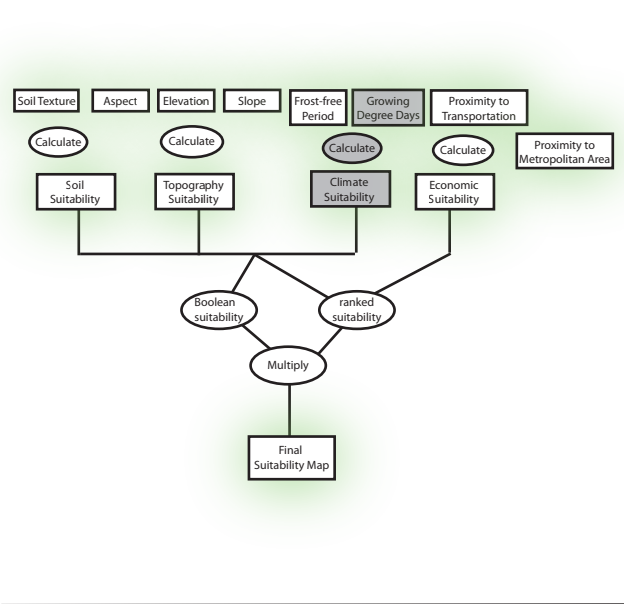 Soil Texture
Aspect
Elevation
Slope
Frost-free
Period
Growing
Degree Days
Proximity to
Transportation
Calculate
Calculate
Calculate
Calculate
Proximity to
Metropolitan Area
Soil
Suitability
Topography
Suitability
Climate
Suitability
Economic
Suitability
Boolean
suitability
ranked
suitability
Multiply
Final
Suitability Map